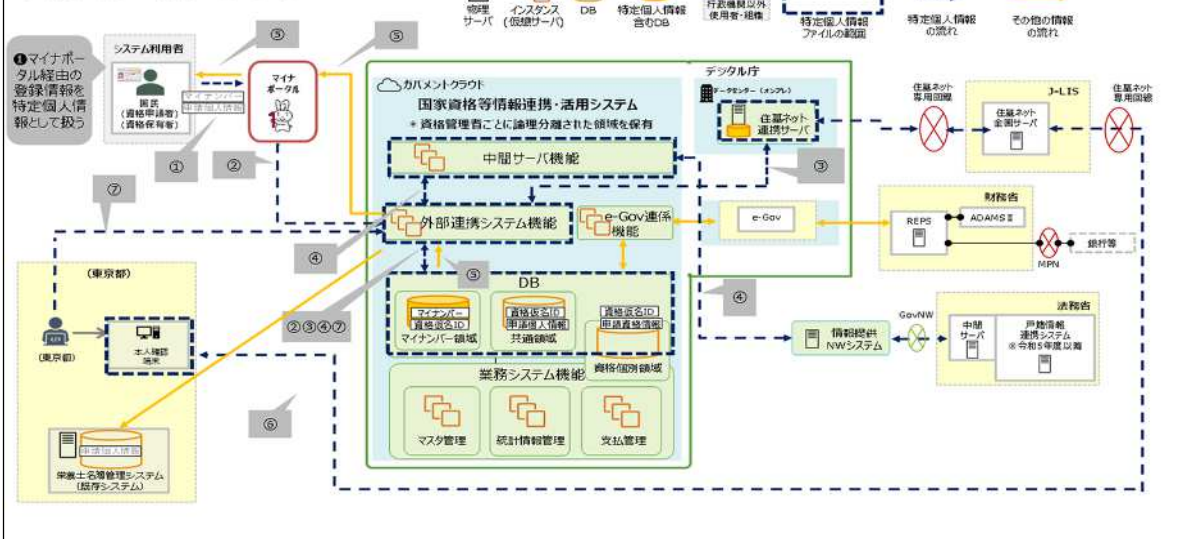 物理
サーバ
インスタンス
(仮想サーバ)
DB
特定個人情報
含むDB
行政機関以外
使用者・組織
特定個人情報
ファイルの範囲
特定個人情報
の流れ
その他の情報
の流れ
❶マイナポー
タル経由の
登録情報を
特定個人情
報として扱う
システム利用者
国民
(資格申請者)
(資格保有者)
マイナンバー
申請個人情報
①
⑤
マイナ
ポータル
②
⑤
⑦
ガバメントクラウド
国家資格等情報連携・活用システム
* 資格管理者ごとに論理分離された領域を保有
中間サーバ機能
外部連携システム機能
e-Gov連係
機能
④
⑤
②③④⑦
DB
マイナンバー
資格仮名ID
マイナンバー領域
資格仮名ID
申請個人情報
共通領域
資格仮名ID
申請資格情報
資格個別領域
業務システム機能
マスタ管理
統計情報管理
支払管理
デジタル庁
データセンター (オンプレ)
住基ネット
連携サーバ
③
e-Gov
④
住基ネット
専用回線
J-LIS
住基ネット
全国サーバ
住基ネット
専用回線
財務省
REPS
ADAMSⅡ
MPN
銀行等
情報提供
NWシステム
GovNW
法務省
中間
サーバ
戸籍情報
連携システム
※令和5年度以降
(東京都)
(東京都)
本人確認
端末
⑥
申請個人情報
栄養士名簿管理システム
(既存システム)